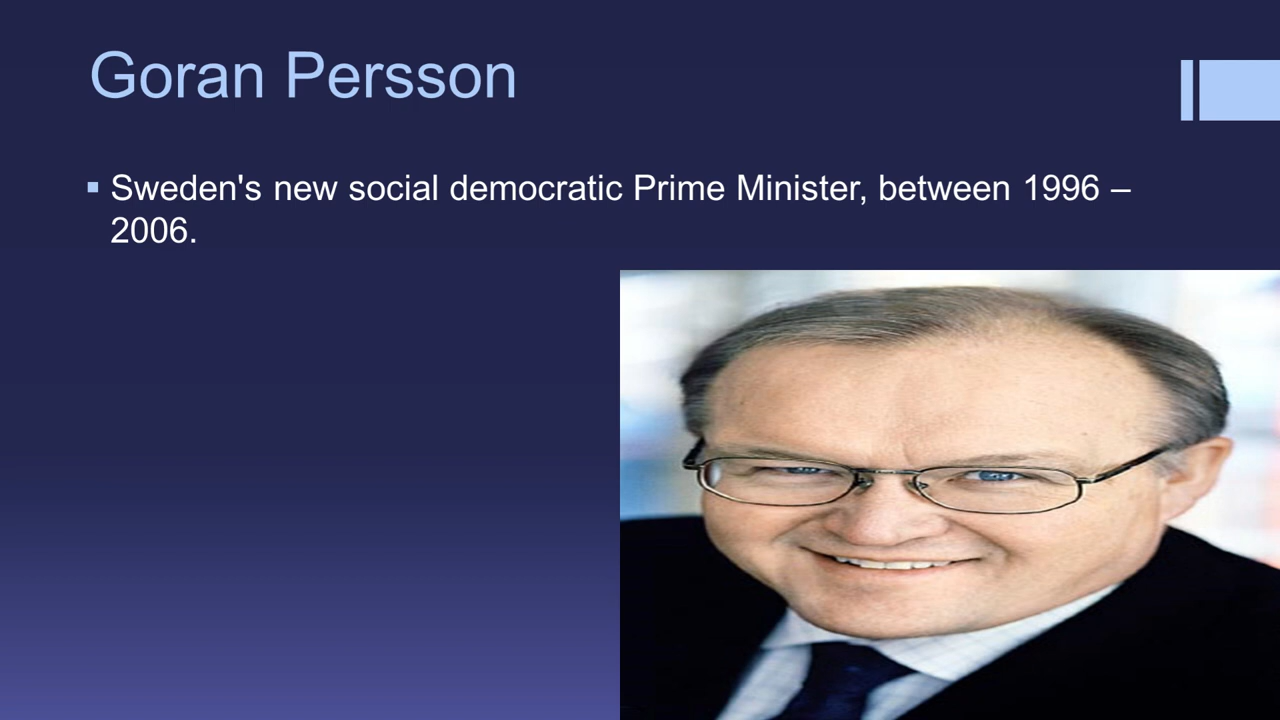 Goran Persson
Sweden's new social democratic Prime Minister, between 1996 –
2006.